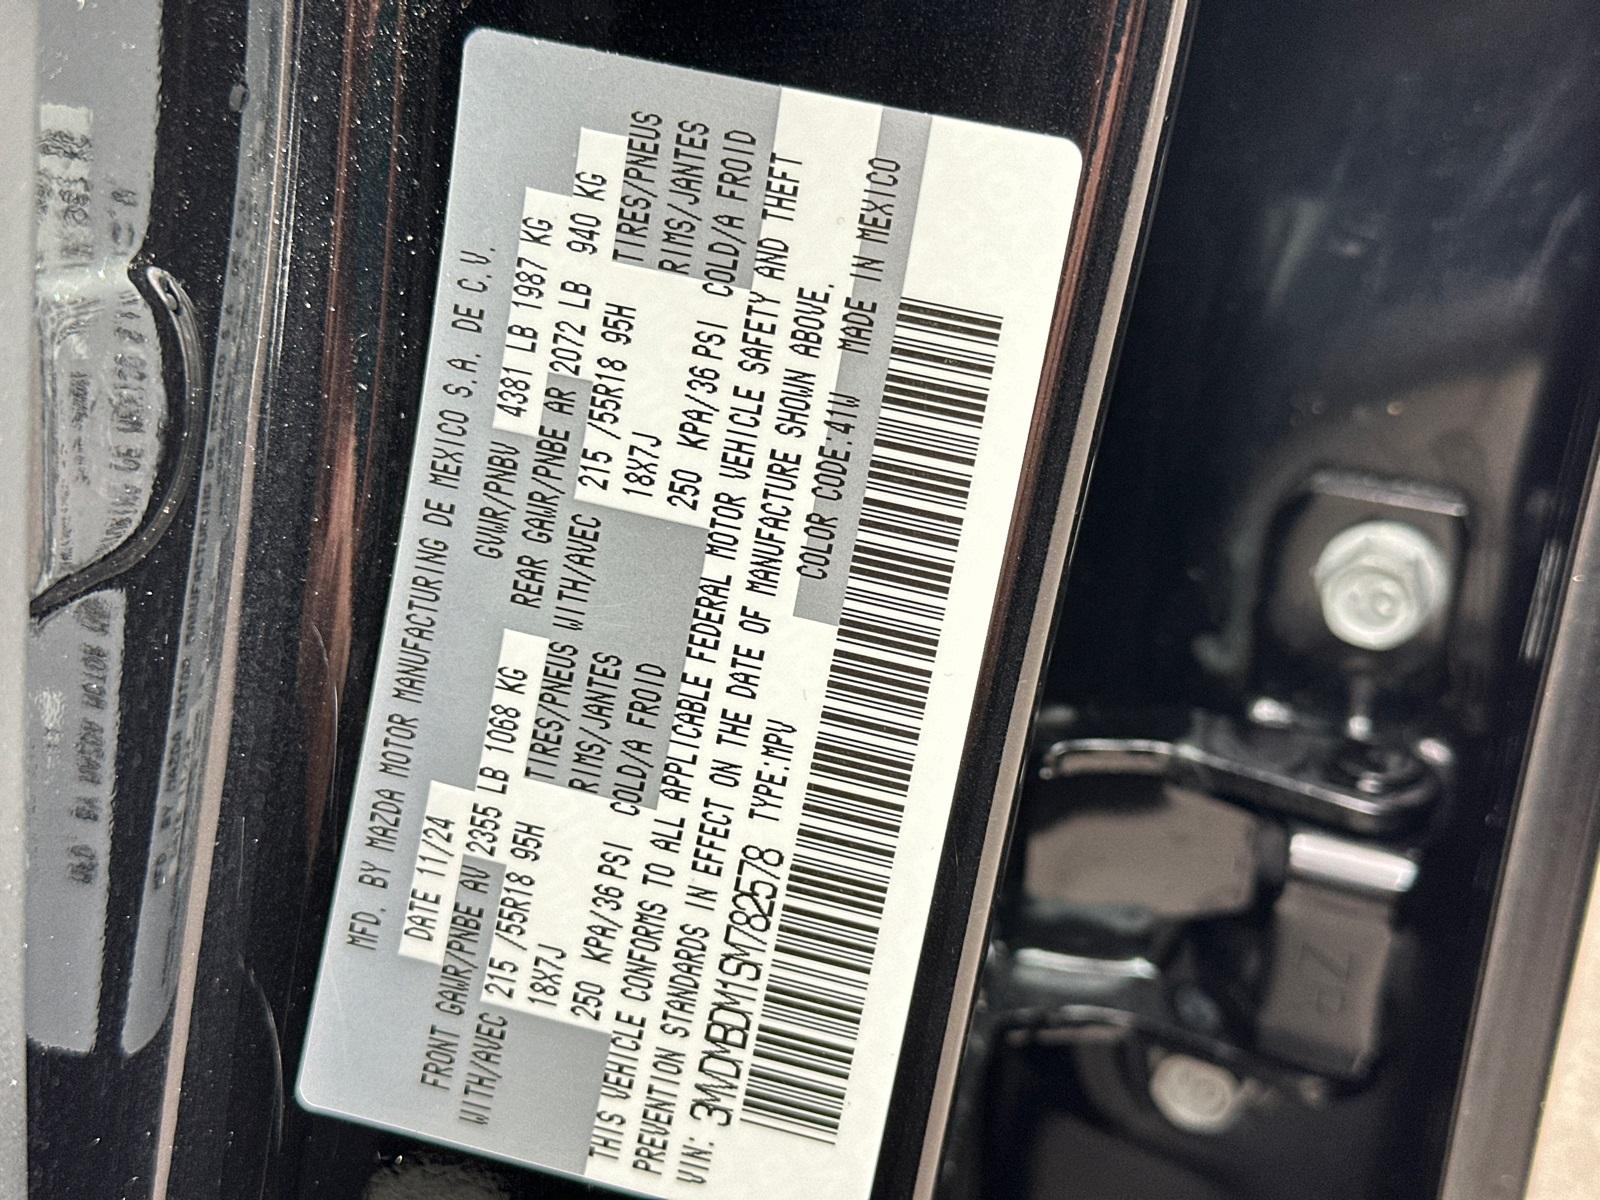 MFD. BY MAZDA MOTOR MANUFACTURING DE MEXICO S.A. DE C.V.
DATE 11/24 GVWR/PNBV 4381 LB 1987 KG
FRONT GAWR/PNBE AV 2355 LB 1068 KG REAR GAWR/PNBE AR 2072 LB 940 KG
WITH/AVEC 215 /55R18 95H TIRES/PNEUS WITH/AVEC 215 /55R18 95H TIRES/PNEUS
18X7J RIMS/JANTES 18X7J RIMS/JANTES
250 KPA/36 PSI COLD/A FROID 250 KPA/36 PSI COLD/A FROID
THIS VEHICLE CONFORMS TO ALL APPLICABLE FEDERAL MOTOR VEHICLE SAFETY AND THEFT
PREVENTION STANDARDS IN EFFECT ON THE DATE OF MANUFACTURE SHOWN ABOVE.
VIN: 3MVDMBDM1SM782578 TYPE:MPV COLOR CODE:41W MADE IN MEXICO
ZP